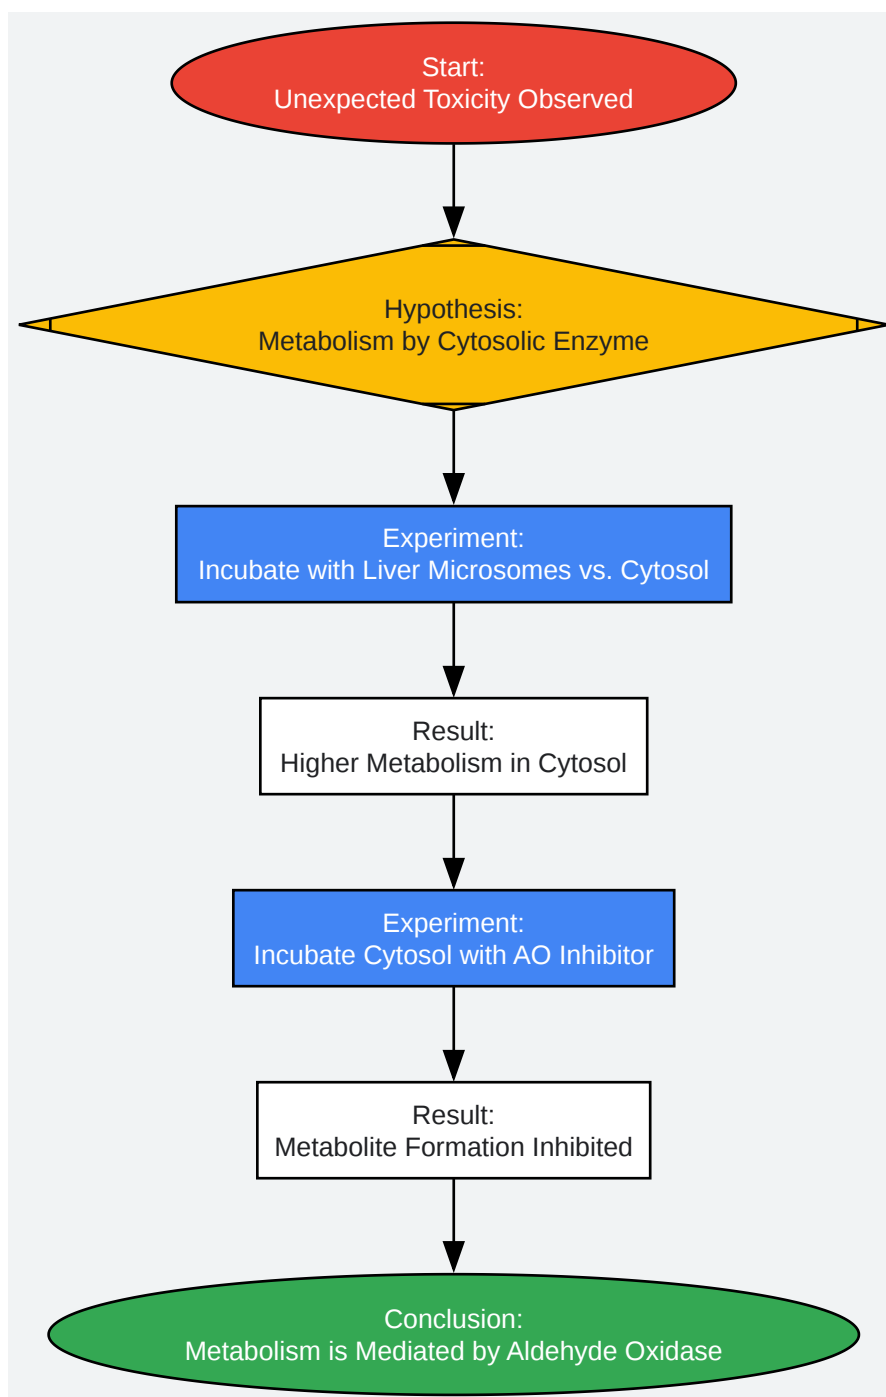 Start:
Unexpected Toxicity Observed
Hypothesis:
Metabolism by Cytosolic Enzyme
Experiment:
Incubate with Liver Microsomes vs. Cytosol
Result:
Higher Metabolism in Cytosol
Experiment:
Incubate Cytosol with AO Inhibitor
Result:
Metabolite Formation Inhibited
Conclusion:
Metabolism is Mediated by Aldehyde Oxidase